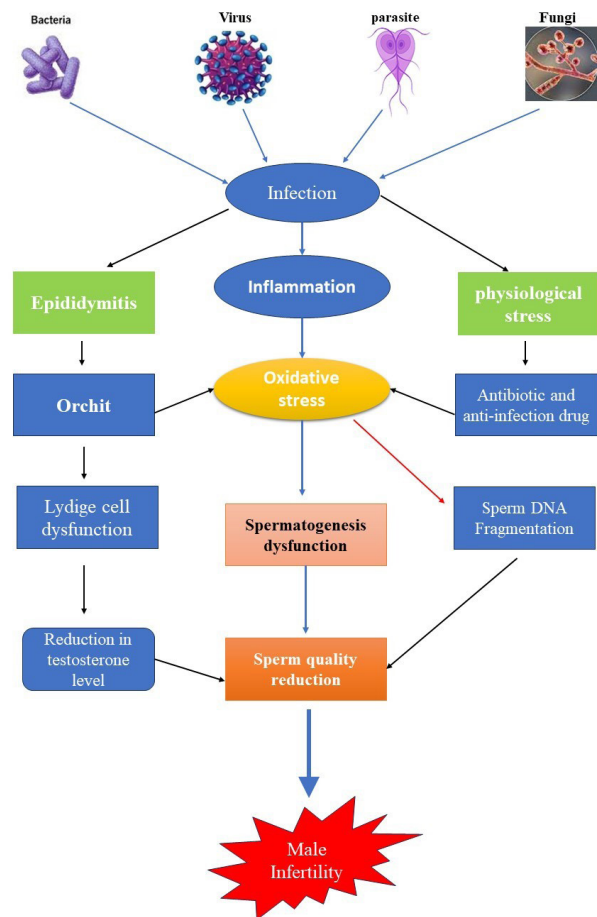 Bacteria
Virus
parasite
Fungi
Infection
Epididymitis
Inflammation
physiological
stress
Orchit
Oxidative
stress
Antibiotic and
anti-infection drug
Lydige cell
dysfunction
Spermatogenesis
dysfunction
Sperm DNA
Fragmentation
Reduction in
testosterone
level
Sperm quality
reduction
Male
Infertility